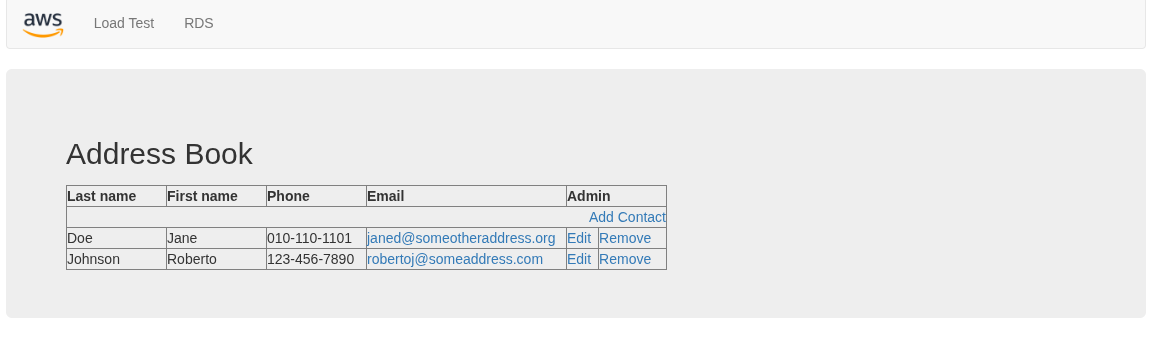 aws Load Test RDS
Address Book
Last name First name Phone Email Admin
Add Contact
Doe Jane 010-110-1101 janed@someotheraddress.org Edit Remove
Johnson Roberto 123-456-7890 robertoj@someaddress.com Edit Remove